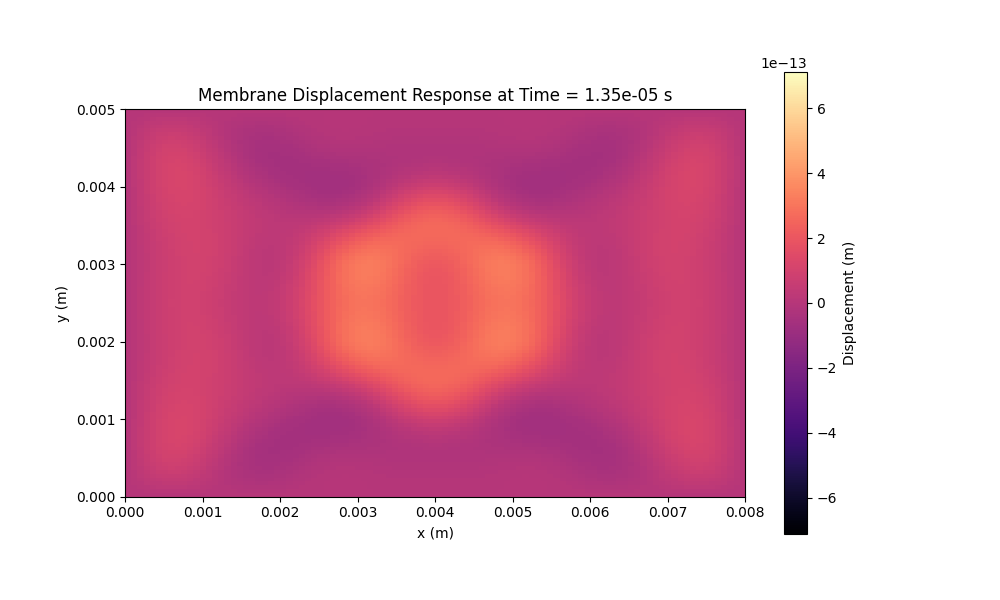 1e−13
Membrane Displacement Response at Time = 1.35e-05 s
0.005
0.004
0.003
0.002
0.001
0.000
y (m)
0.000 0.001 0.002 0.003 0.004 0.005 0.006 0.007 0.008
x (m)
6
4
2
0
−2
−4
−6
Displacement (m)